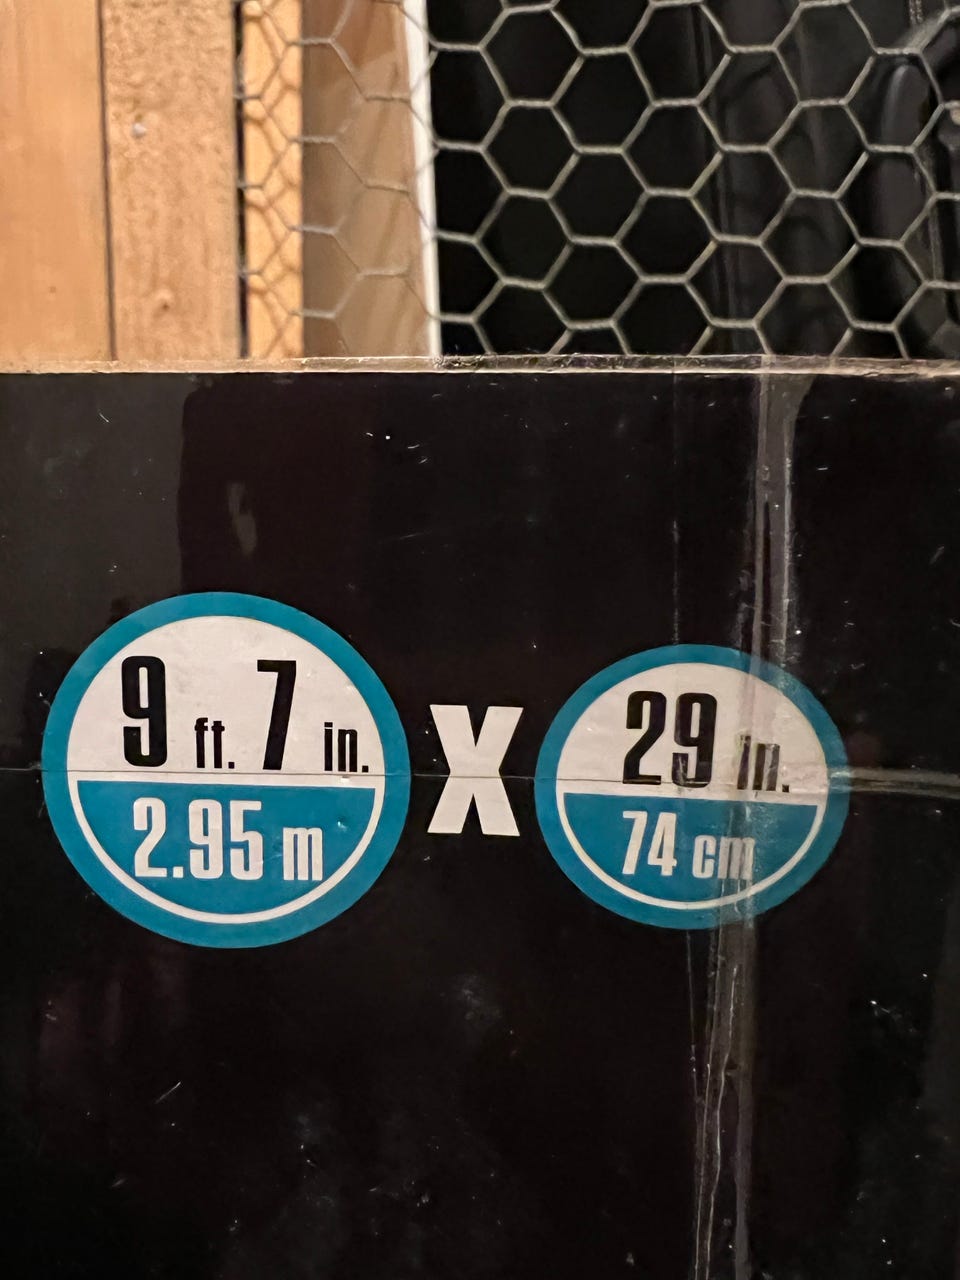 9 ft. 7 in.
2.95 m
X
29 in.
74 cm